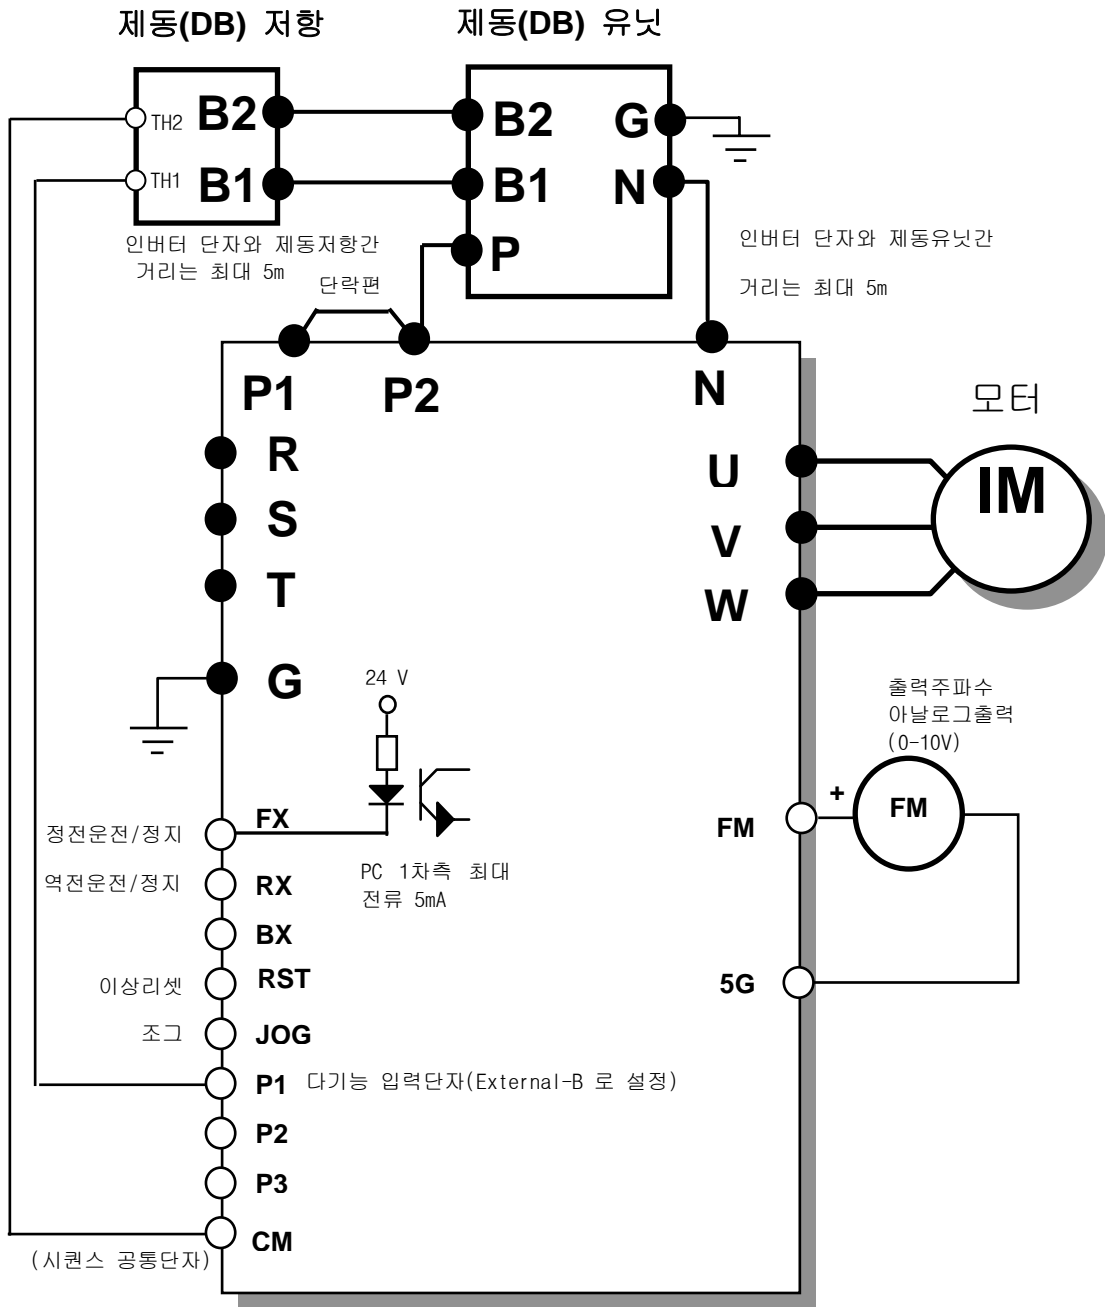 제동(DB) 저항
제동(DB) 유닛
TH2
B2
B2
G
TH1
B1
B1
N
P
인버터 단자와 제동저항간
거리는 최대 5m
인버터 단자와 제동유닛간
거리는 최대 5m
단락편
P1
P2
N
모터
IM
R
U
S
V
T
W
G
24 V
출력주파수
아날로그출력
(0-10V)
정전운전/정지
FX
FM
+
FM
PC 1차측 최대
전류 5mA
역전운전/정지
RX
BX
이상리셋
RST
5G
조그
JOG
P1
다기능 입력단자(External-B 로 설정)
P2
P3
CM
(시퀀스 공통단자)